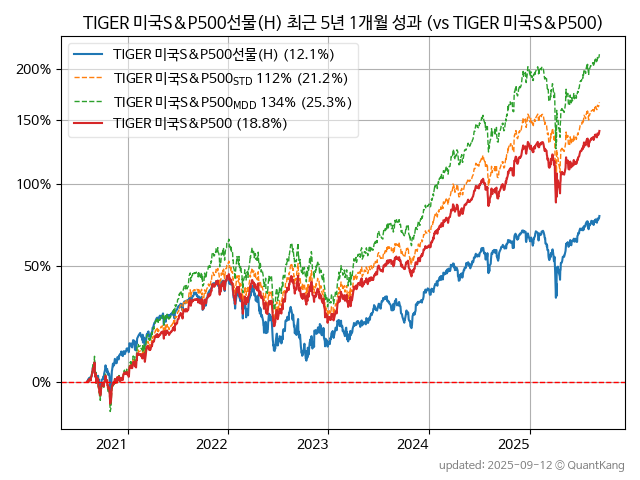 TIGER 미국S&P500선물(H) 최근 5년 1개월 성과 (vs TIGER 미국S&P500)
TIGER 미국S&P500선물(H) (12.1%)
TIGER 미국S&P500STD 112% (21.2%)
TIGER 미국S&P500MDD 134% (25.3%)
TIGER 미국S&P500 (18.8%)
200%
150%
100%
50%
0%
2021 2022 2023 2024 2025
updated: 2025-09-12 © QuantKang